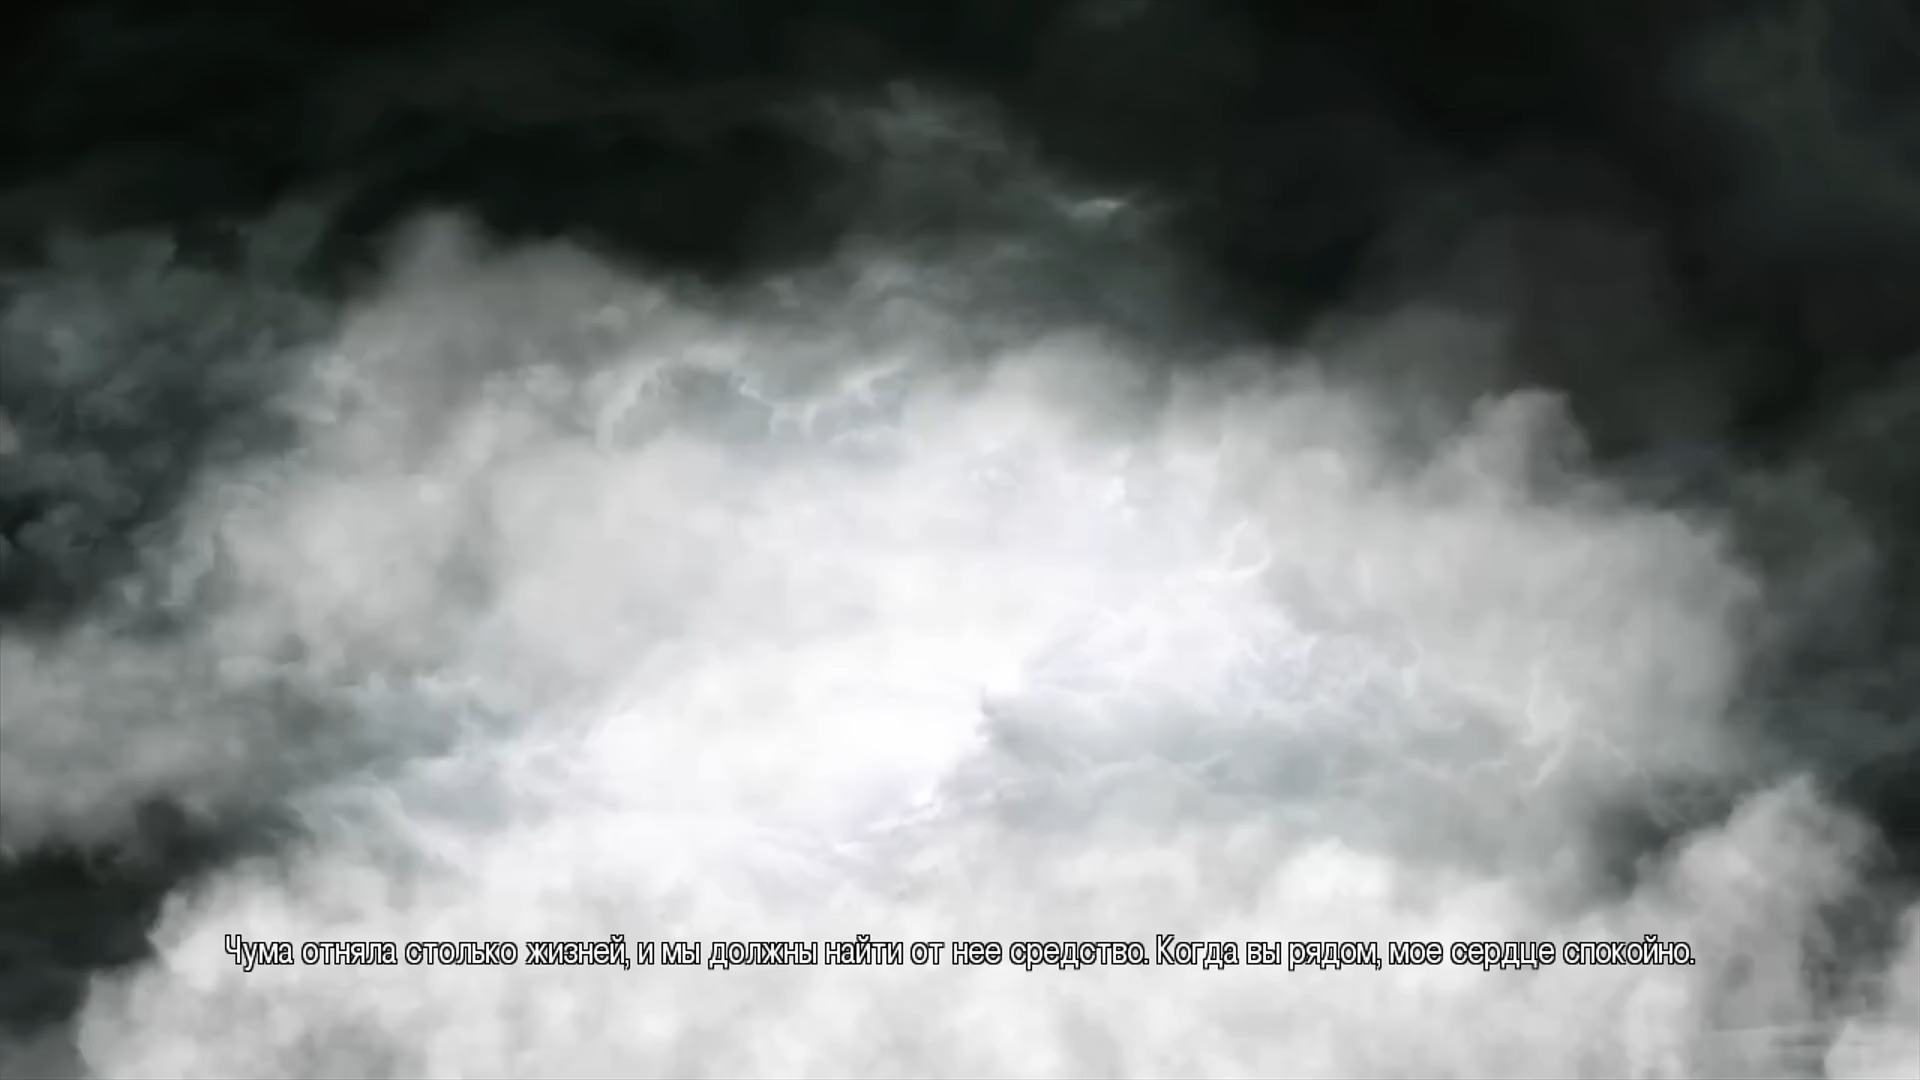 Чума отняла столько жизней, и мы должны найти от нее средство. Когда вы рядом, мое сердце спокойно.